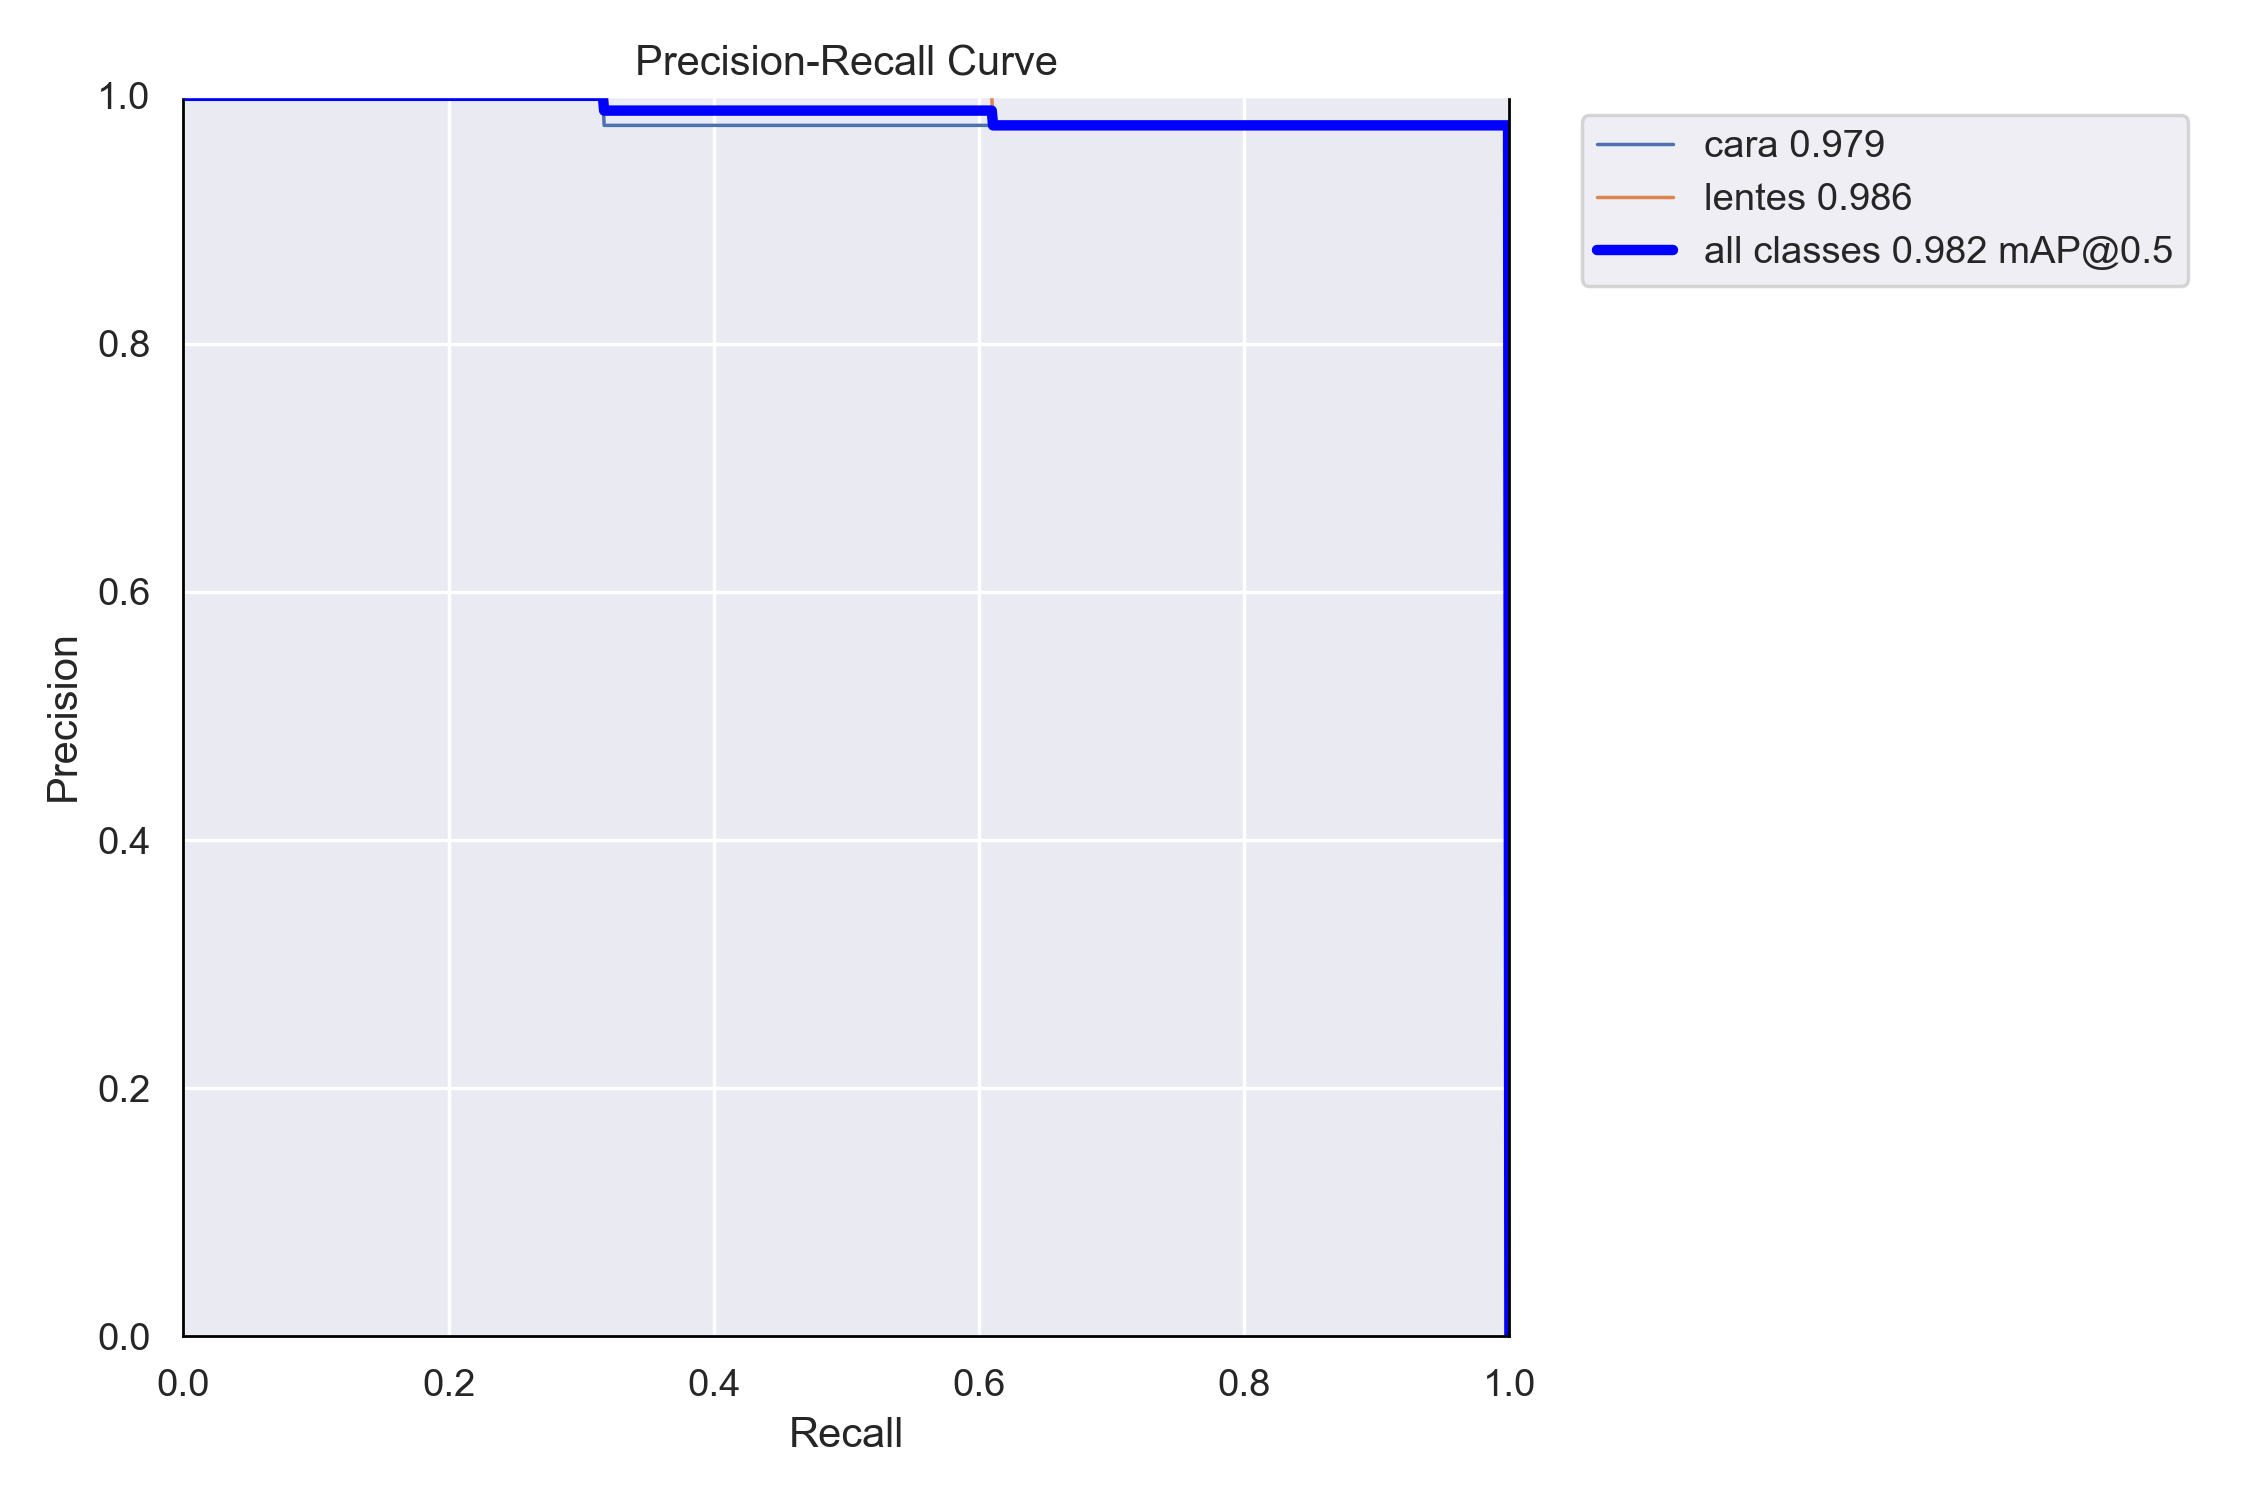 Precision-Recall Curve
1.0
0.8
0.6
0.4
0.2
0.0
Precision
0.0 0.2 0.4 0.6 0.8 1.0
Recall
cara 0.979
lentes 0.986
all classes 0.982 mAP@0.5